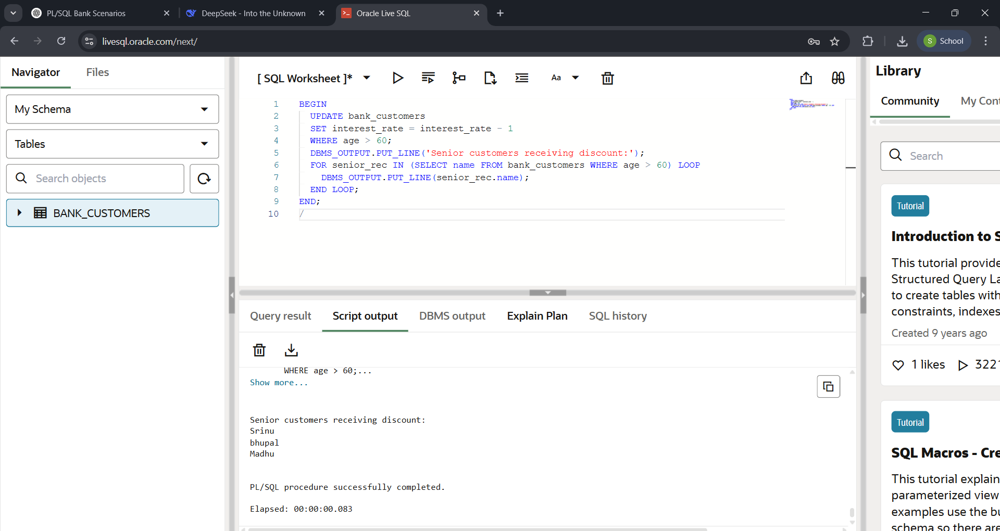 PL/SQL Bank Scenarios
DeepSeek - Into the Unknown
Oracle Live SQL
livesql.oracle.com/next/
S School
Navigator Files
My Schema
Tables
Search objects
BANK_CUSTOMERS
[ SQL Worksheet ]*
Aa
1 BEGIN
2 UPDATE bank_customers
3 SET interest_rate = interest_rate - 1
4 WHERE age > 60;
5 DBMS_OUTPUT.PUT_LINE('Senior customers receiving discount:');
6 FOR senior_rec IN (SELECT name FROM bank_customers WHERE age > 60) LOOP
7 DBMS_OUTPUT.PUT_LINE(senior_rec.name);
8 END LOOP;
9 END;
10 /
Query result Script output DBMS output Explain Plan SQL history
WHERE age > 60;...
Show more...
Senior customers receiving discount:
Srinu
bhupal
Madhu
PL/SQL procedure successfully completed.
Elapsed: 00:00:00.083
Library
Community My Cont
Search
Tutorial
Introduction to S
This tutorial provide
Structured Query La
to create tables with
constraints, indexes
Created 9 years ago
1 likes 3221
Tutorial
SQL Macros - Cre
This tutorial explain
parameterized view
examples use the bu
schema so there are